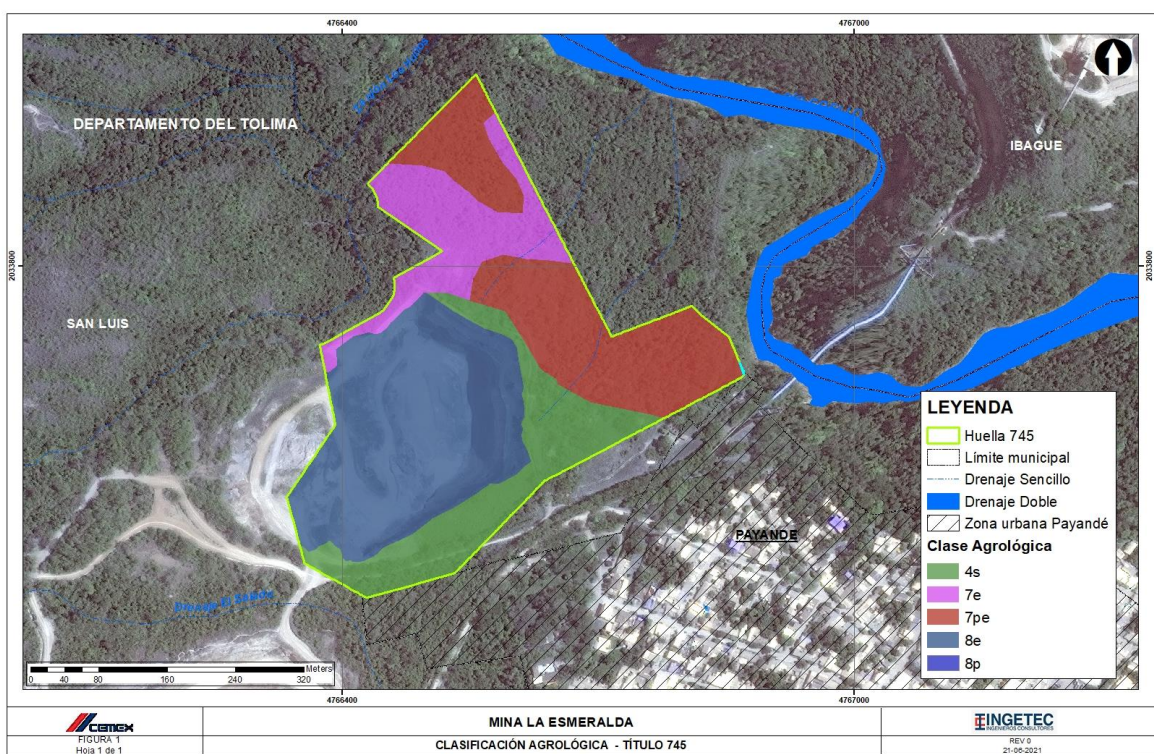 4766400
4767000
DEPARTAMENTO DEL TOLIMA
IBAGUE
2033800
2033800
SAN LUIS
PAYANDE
LEYENDA
Huella 745
Límite municipal
Drenaje Sencillo
Drenaje Doble
Zona urbana Payandé
Clase Agrológica
4s
7e
7pe
8e
8p
Meters
0 40 80 160 240 320
4766400
4767000
CEMEX
FIGURA 1
Hoja 1 de 1
MINA LA ESMERALDA
CLASIFICACIÓN AGROLÓGICA - TÍTULO 745
INGETEC
INGENIEROS CONSULTORES
REV 0
21-06-2021